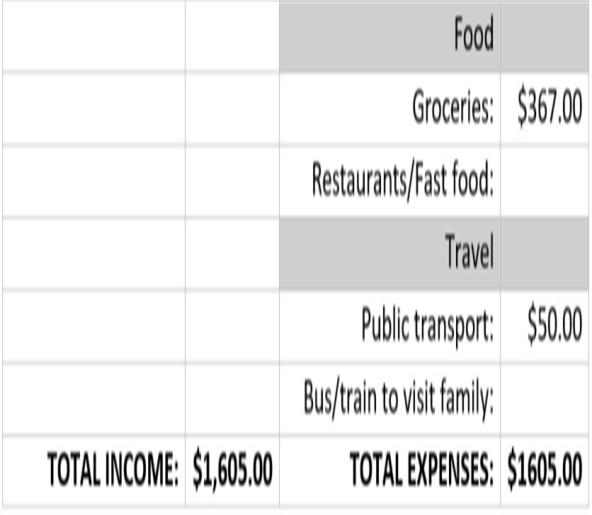 Food
Groceries: $367.00
Restaurants/Fast food:
Travel
Public transport: $50.00
Bus/train to visit family:
TOTAL INCOME: $1,605.00 TOTAL EXPENSES: $1605.00